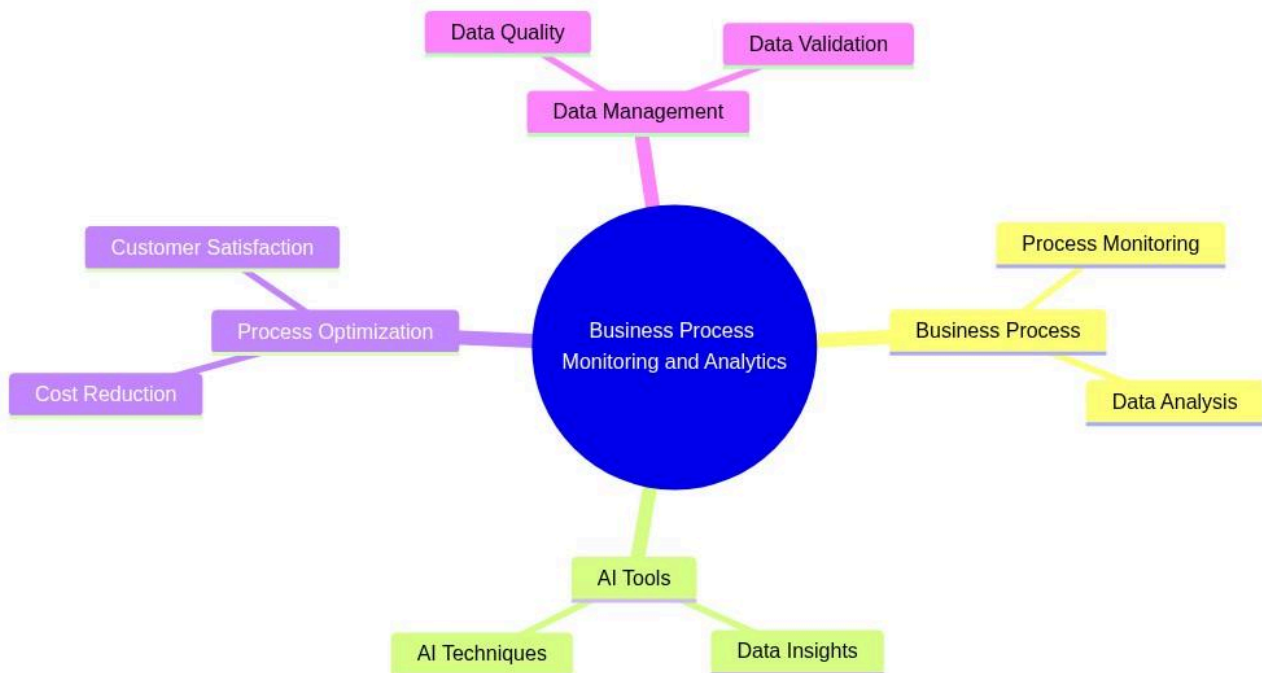 Data Quality
Data Validation
Data Management
Customer Satisfaction
Process Monitoring
Process Optimization
Business Process
Monitoring and Analytics
Business Process
Cost Reduction
Data Analysis
AI Tools
AI Techniques
Data Insights